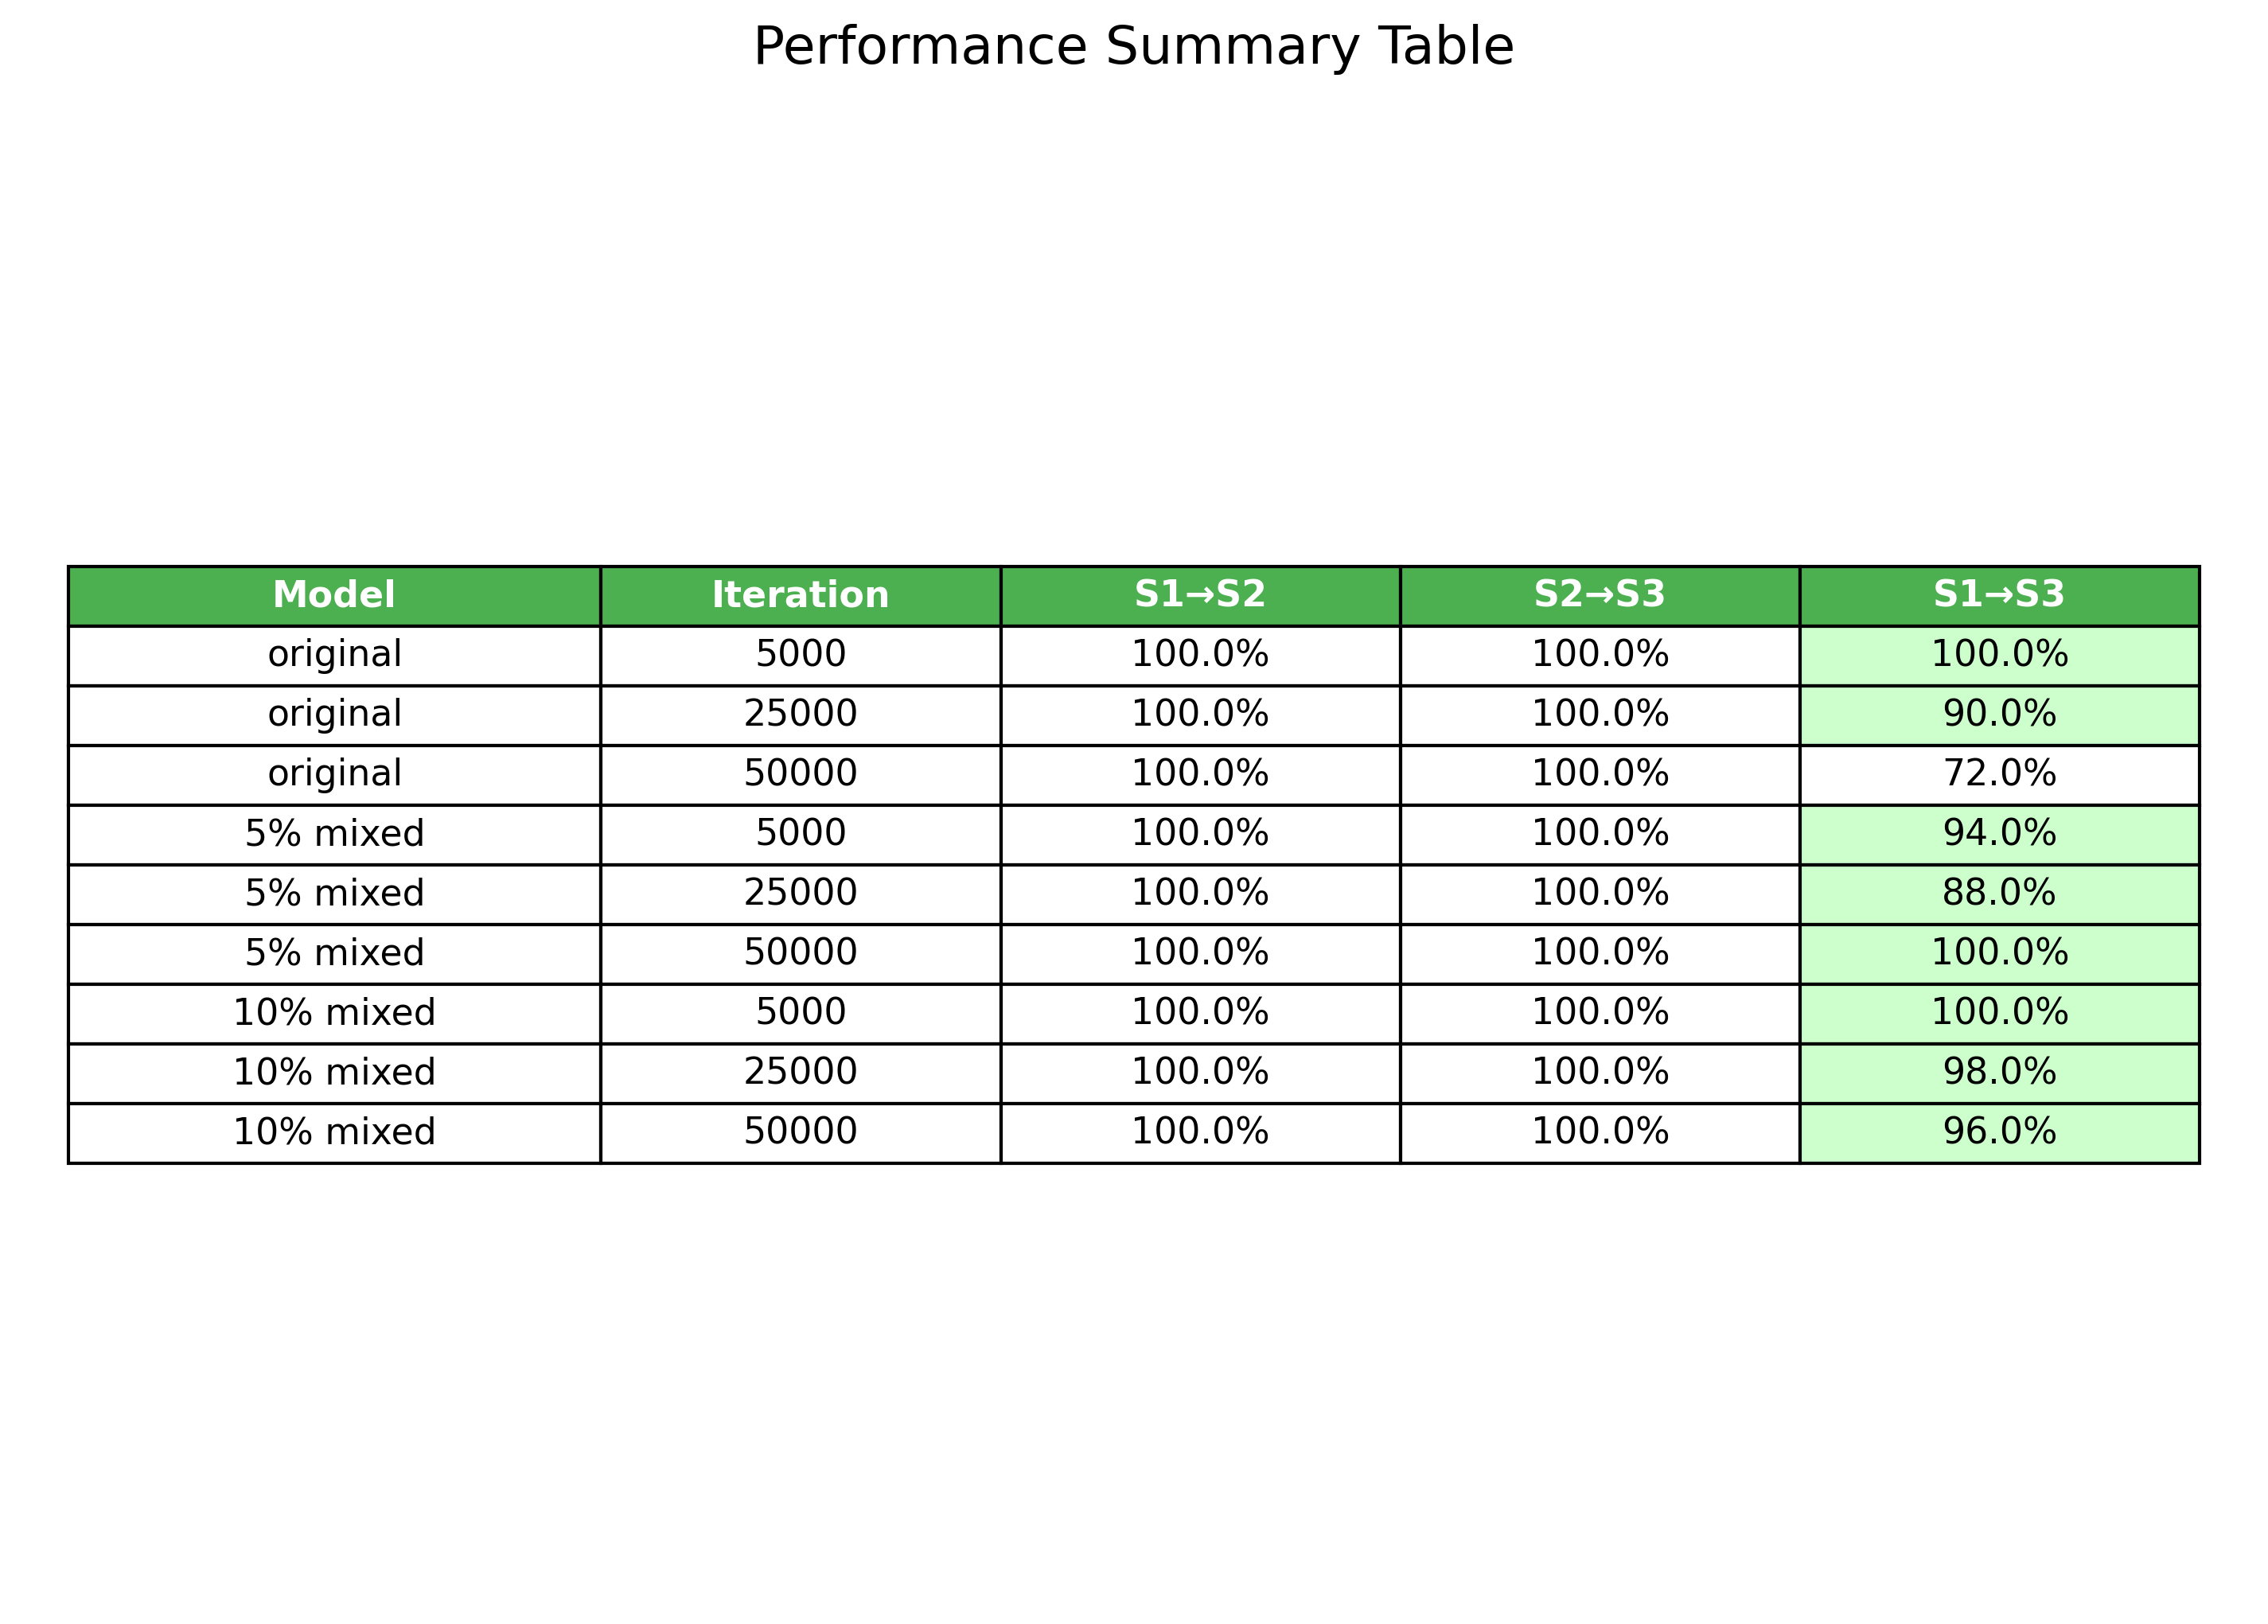 Performance Summary Table
Model Iteration S1→S2 S2→S3 S1→S3
original 5000 100.0% 100.0% 100.0%
original 25000 100.0% 100.0% 90.0%
original 50000 100.0% 100.0% 72.0%
5% mixed 5000 100.0% 100.0% 94.0%
5% mixed 25000 100.0% 100.0% 88.0%
5% mixed 50000 100.0% 100.0% 100.0%
10% mixed 5000 100.0% 100.0% 100.0%
10% mixed 25000 100.0% 100.0% 98.0%
10% mixed 50000 100.0% 100.0% 96.0%